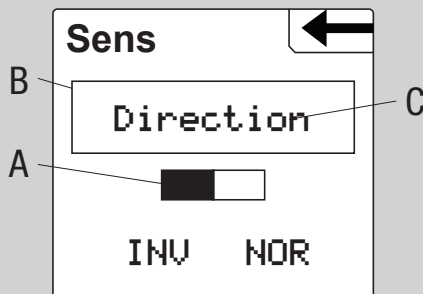 Sens
B
Direction
C
A
INV NOR